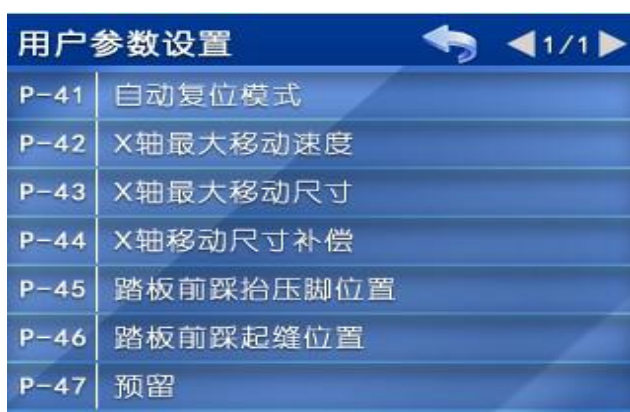 用户参数设置 1/1
P-41 自动复位模式
P-42 X轴最大移动速度
P-43 X轴最大移动尺寸
P-44 X轴移动尺寸补偿
P-45 踏板前踩抬压脚位置
P-46 踏板前踩起缝位置
P-47 预留